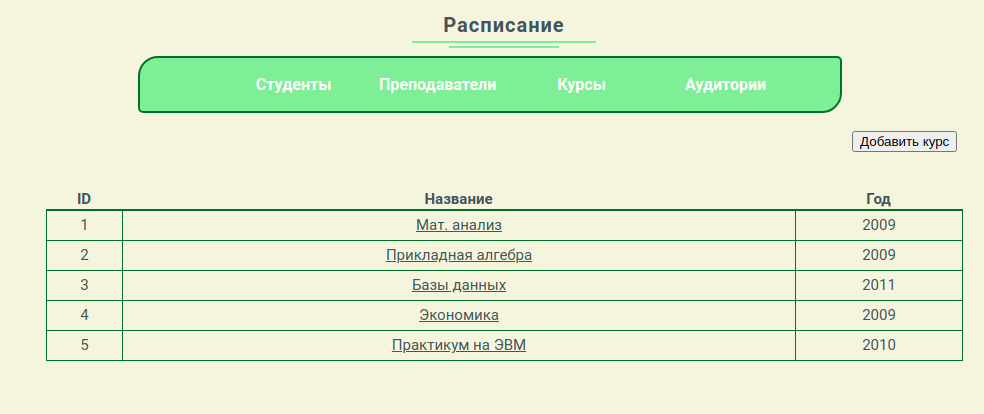 Расписание
Студенты Преподаватели Курсы Аудитории
Добавить курс
ID Название Год
1 Мат. анализ 2009
2 Прикладная алгебра 2009
3 Базы данных 2011
4 Экономика 2009
5 Практикум на ЭВМ 2010